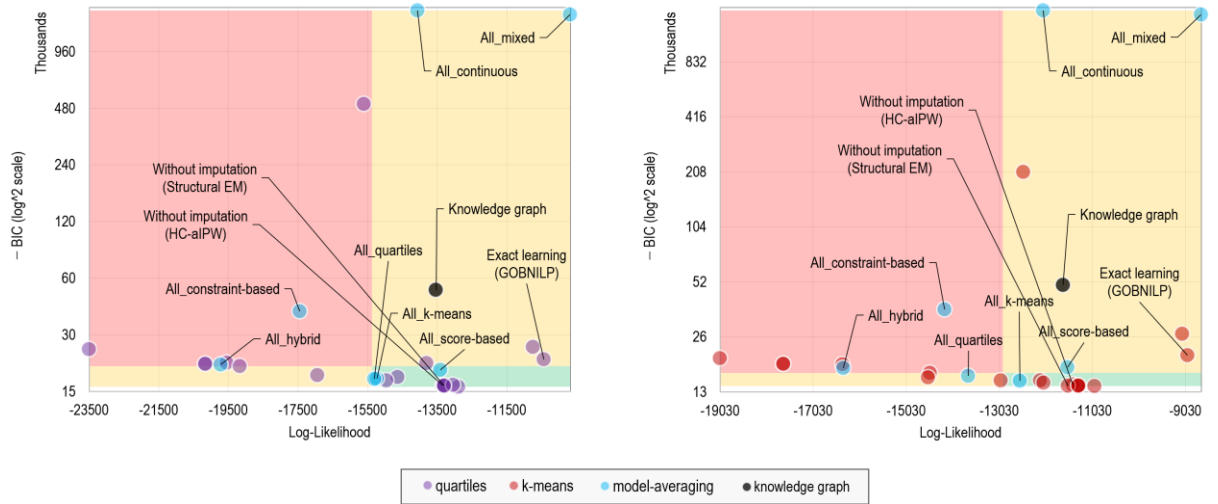 Thousands
– BIC (log^2 scale)
960
480
240
120
60
30
15
-23500
-21500
-19500
-17500
-15500
-13500
-11500
Log-Likelihood
All_mixed
All_continuous
Without imputation
(Structural EM)
Without imputation
(HC-aIPW)
Knowledge graph
All_quartiles
Exact learning
(GOBNILP)
All_constraint-based
All_k-means
All_hybrid
All_score-based
Thousands
– BIC (log^2 scale)
832
416
208
104
52
26
13
-19030
-17030
-15030
-13030
-11030
-9030
Log-Likelihood
All_mixed
All_continuous
Without imputation
(HC-aIPW)
Without imputation
(Structural EM)
Knowledge graph
All_constraint-based
Exact learning
(GOBNILP)
All_k-means
All_hybrid
All_score-based
All_quartiles
quartiles
k-means
model-averaging
knowledge graph